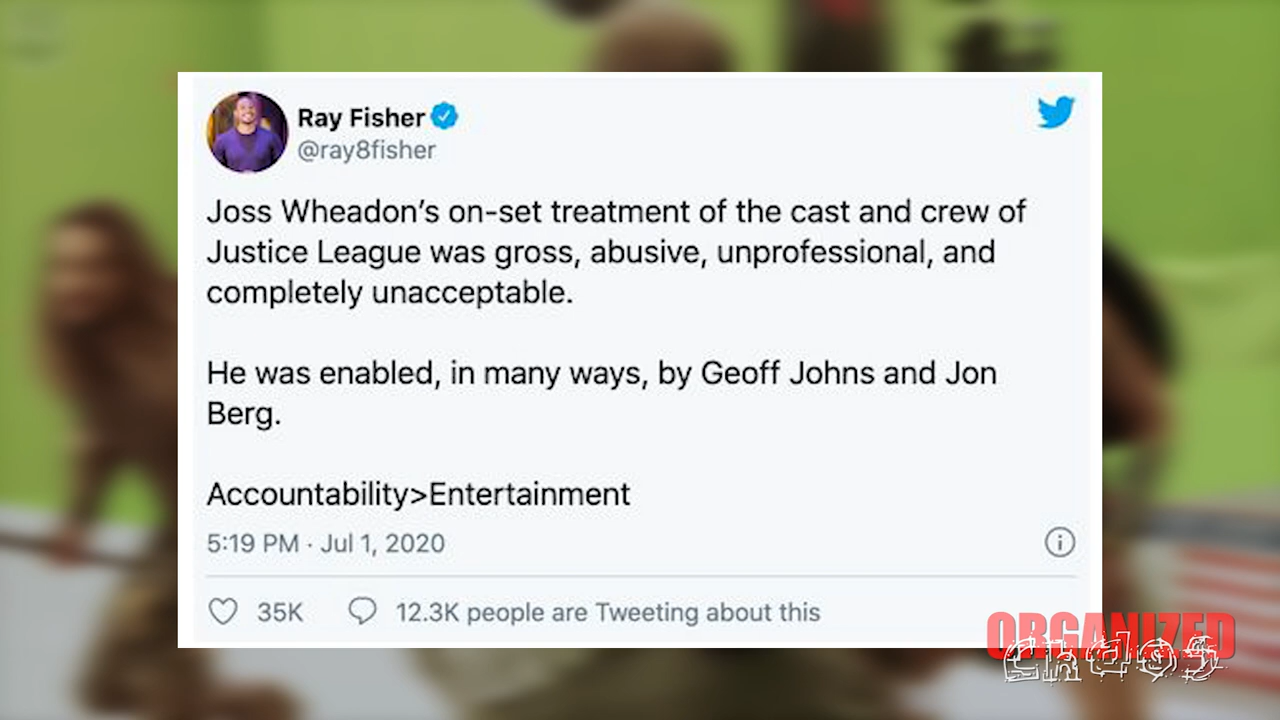 Ray Fisher
@ray8fisher
Joss Wheadon's on-set treatment of the cast and crew of
Justice League was gross, abusive, unprofessional, and
completely unacceptable.
He was enabled, in many ways, by Geoff Johns and Jon
Berg.
Accountability>Entertainment
5:19 PM · Jul 1, 2020
35K 12.3K people are Tweeting about this
ORGANIZED
chaos